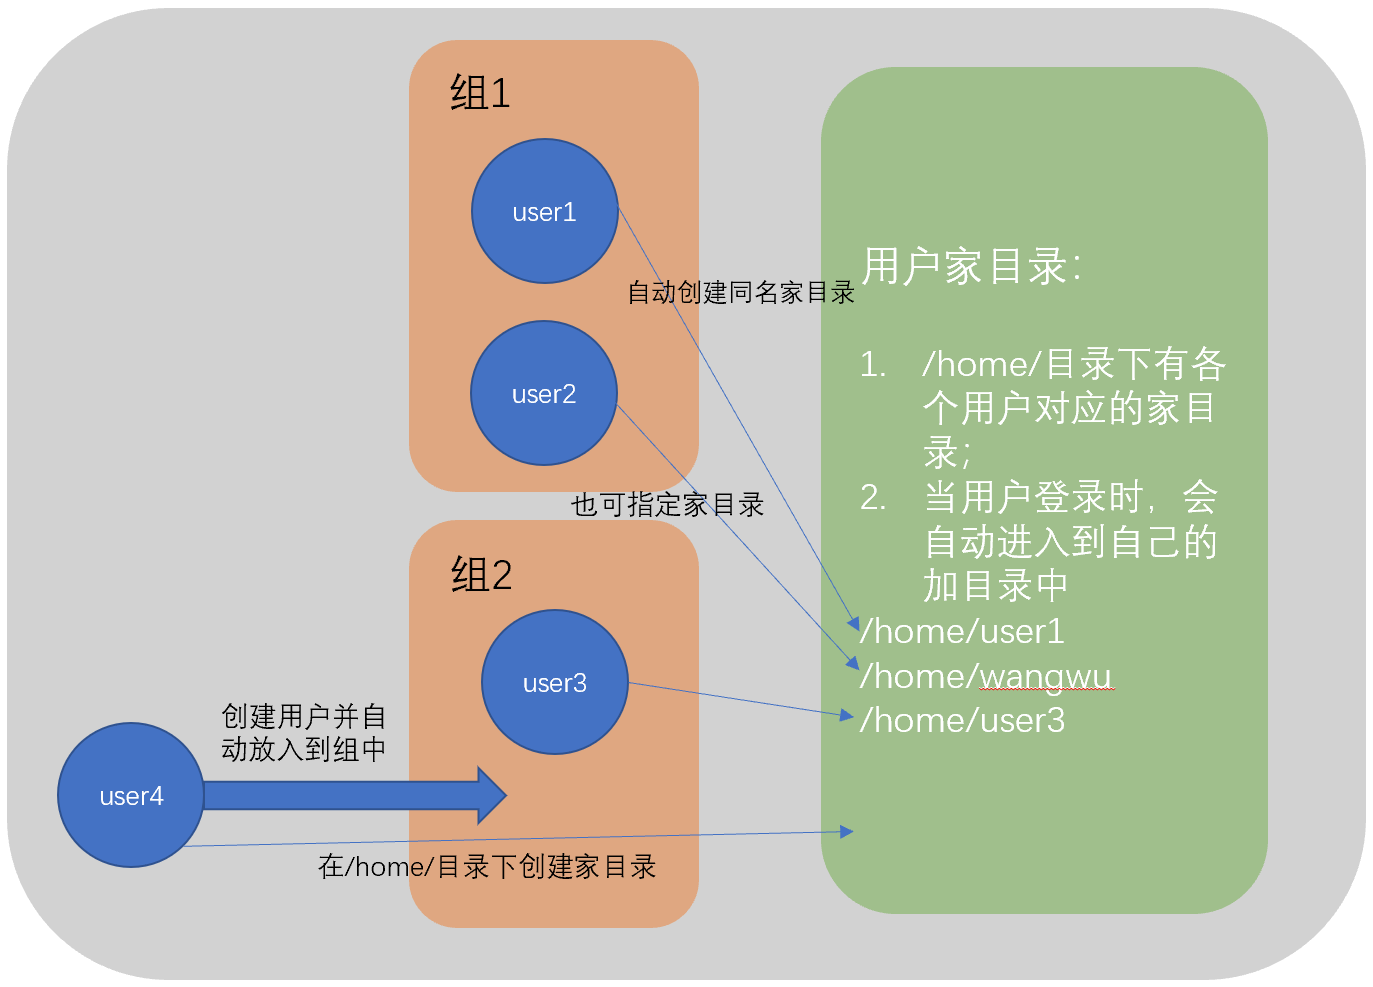 组1
user1
user2
自动创建同名家目录
也可指定家目录
组2
user3
创建用户并自
动放入到组中
user4
在/home/目录下创建家目录
用户家目录：
1. /home/目录下有各
个用户对应的家目
录；
2. 当用户登录时，会
自动进入到自己的
加目录中
/home/user1
/home/wangwu
/home/user3